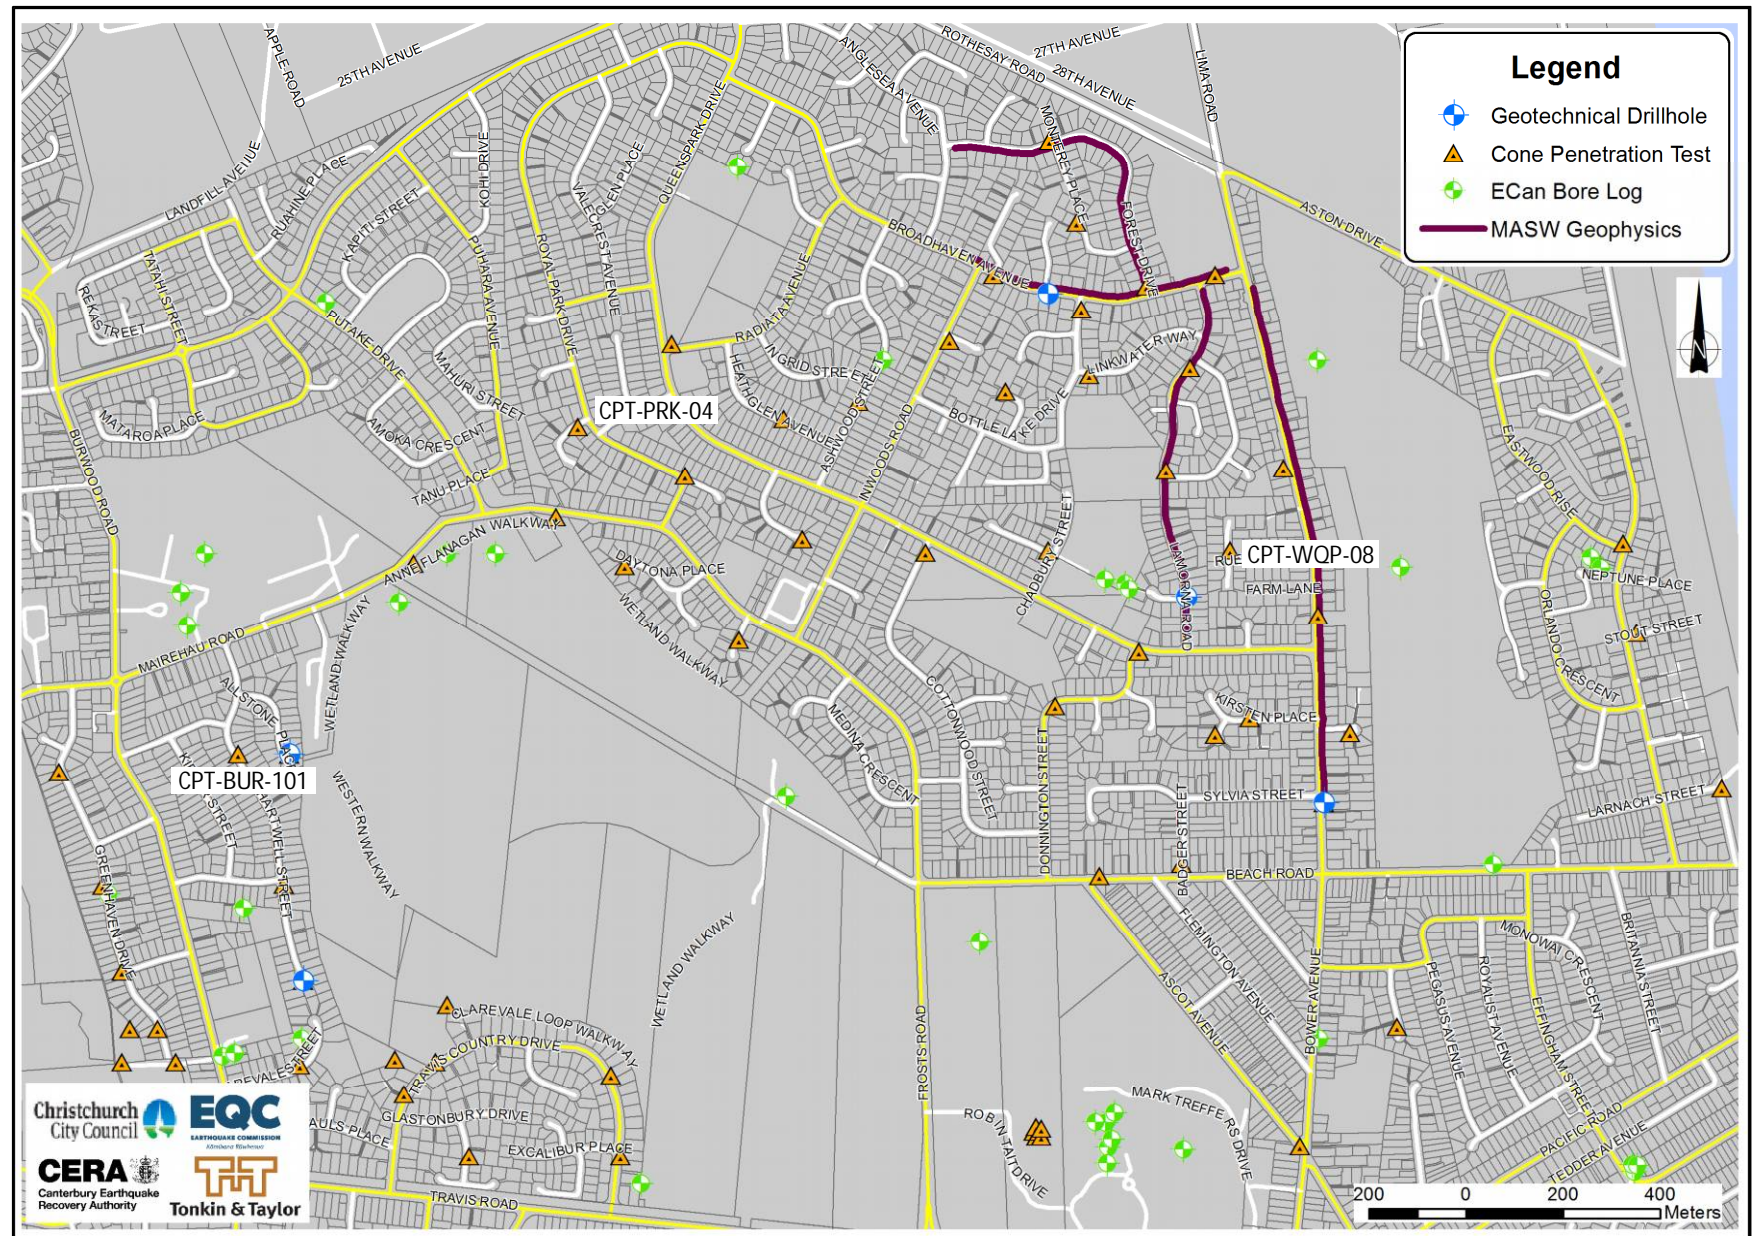 Legend
Geotechnical Drillhole
Cone Penetration Test
ECan Bore Log
MASW Geophysics
APPLE ROAD
25TH AVENUE
ANGLESEA AVENUE
ROTHESAY ROAD
27TH AVENUE
28TH AVENUE
LIMA ROAD
LANDFILL AVENUE
RUAHINE PLACE
KOHI DRIVE
KAPITI STREET
GLEN PLACE
VALECREST AVENUE
QUEENSPARK DRIVE
MONTEREY PLACE
FOREST DRIVE
ASTON DRIVE
TATAHI STREET
REKA STREET
PUTAKE DRIVE
PUHARA AVENUE
ROYAL PARK DRIVE
BROADHAVEN AVENUE
RADIATA AVENUE
INGRID STREET
HEATHGLEN AVENUE
ASHWOOD STREET
INWOODS ROAD
LINKWATER WAY
BOTTLE LAKE DRIVE
MATAROA PLACE
MAHURI STREET
AMOKA CRESCENT
TANU PLACE
BURWOOD ROAD
CPT-PRK-04
EASTWOOD RISE
ANNE FLANAGAN WALKWAY
DAYTONA PLACE
CHADBURY STREET
LAMORNA ROAD
RUE
CPT-WQP-08
FARM LANE
NEPTUNE PLACE
ORLANDO CRESCENT
STOUT STREET
MAIREHAU ROAD
WETLAND WALKWAY
WETLAND WALKWAY
ALLSTONE PLACE
COTTONWOOD STREET
MEDINA CRESCENT
KIRSTEN PLACE
DONNINGTON STREET
CPT-BUR-101
STREET
HARTWELL STREET
WESTERN WALKWAY
SYLVIA STREET
BADGER STREET
LARNACH STREET
GREENHAVEN DRIVE
BEACH ROAD
FLEMINGTON AVENUE
WETLAND WALKWAY
ASCOT AVENUE
BOWER AVENUE
MONOWAI CRESCENT
BRITANNIA STREET
PEGASUS AVENUE
ROYALIST AVENUE
EFFINGHAM STREET
CLAREVALE LOOP WALKWAY
TRAVIS COUNTRY DRIVE
FROSTS ROAD
AREVALE STREET
GLASTONBURY DRIVE
EXCALIBUR PLACE
AULS PLACE
ROBIN TAIT DRIVE
MARK TREFFERS DRIVE
PACIFIC ROAD
TEDDER AVENUE
TRAVIS ROAD
N
Christchurch
City Council
EQC
EARTHQUAKE COMMISSION
CERA
Canterbury Earthquake
Recovery Authority
T+T
Tonkin & Taylor
200 0 200 400
Meters